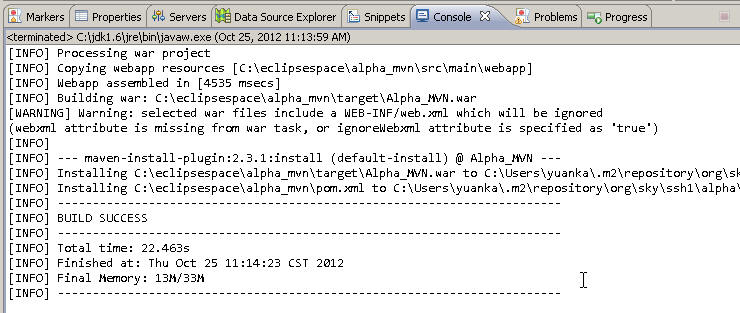 Markers Properties Servers Data Source Explorer Snippets Console Problems Progress
<terminated> C:\jdk1.6\jre\bin\javaw.exe (Oct 25, 2012 11:13:59 AM)
[INFO] Processing war project
[INFO] Copying webapp resources [C:\eclipsespace\alpha_mvn\src\main\webapp]
[INFO] Webapp assembled in [4535 msecs]
[INFO] Building war: C:\eclipsespace\alpha_mvn\target\Alpha_MVN.war
[WARNING] Warning: selected war files include a WEB-INF/web.xml which will be ignored
(webxml attribute is missing from war task, or ignoreWebxml attribute is specified as 'true')
[INFO]
[INFO] --- maven-install-plugin:2.3.1:install (default-install) @ Alpha_MVN ---
[INFO] Installing C:\eclipsespace\alpha_mvn\target\Alpha_MVN.war to C:\Users\yuanka\.m2\repository\org\sky
[INFO] Installing C:\eclipsespace\alpha_mvn\pom.xml to C:\Users\yuanka\.m2\repository\org\sky\ssh1\alpha\
[INFO] ------------------------------------------------------------------------
[INFO] BUILD SUCCESS
[INFO] ------------------------------------------------------------------------
[INFO] Total time: 22.463s
[INFO] Finished at: Thu Oct 25 11:14:23 CST 2012
[INFO] Final Memory: 13M/33M
[INFO] ------------------------------------------------------------------------